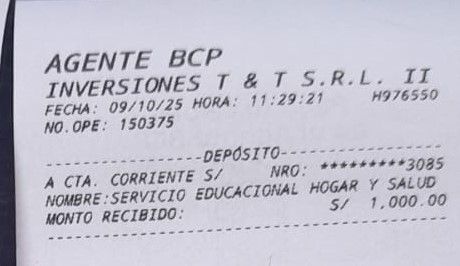 AGENTE BCP
INVERSIONES T & T S.R.L. II
FECHA: 09/10/25 HORA: 11:29:21 H976550
NO.OPE: 150375
------------------DEPÓSITO------------------
A CTA. CORRIENTE S/ NRO: *********3085
NOMBRE:SERVICIO EDUCACIONAL HOGAR Y SALUD
MONTO RECIBIDO: S/ 1,000.00
--------------------------------------------